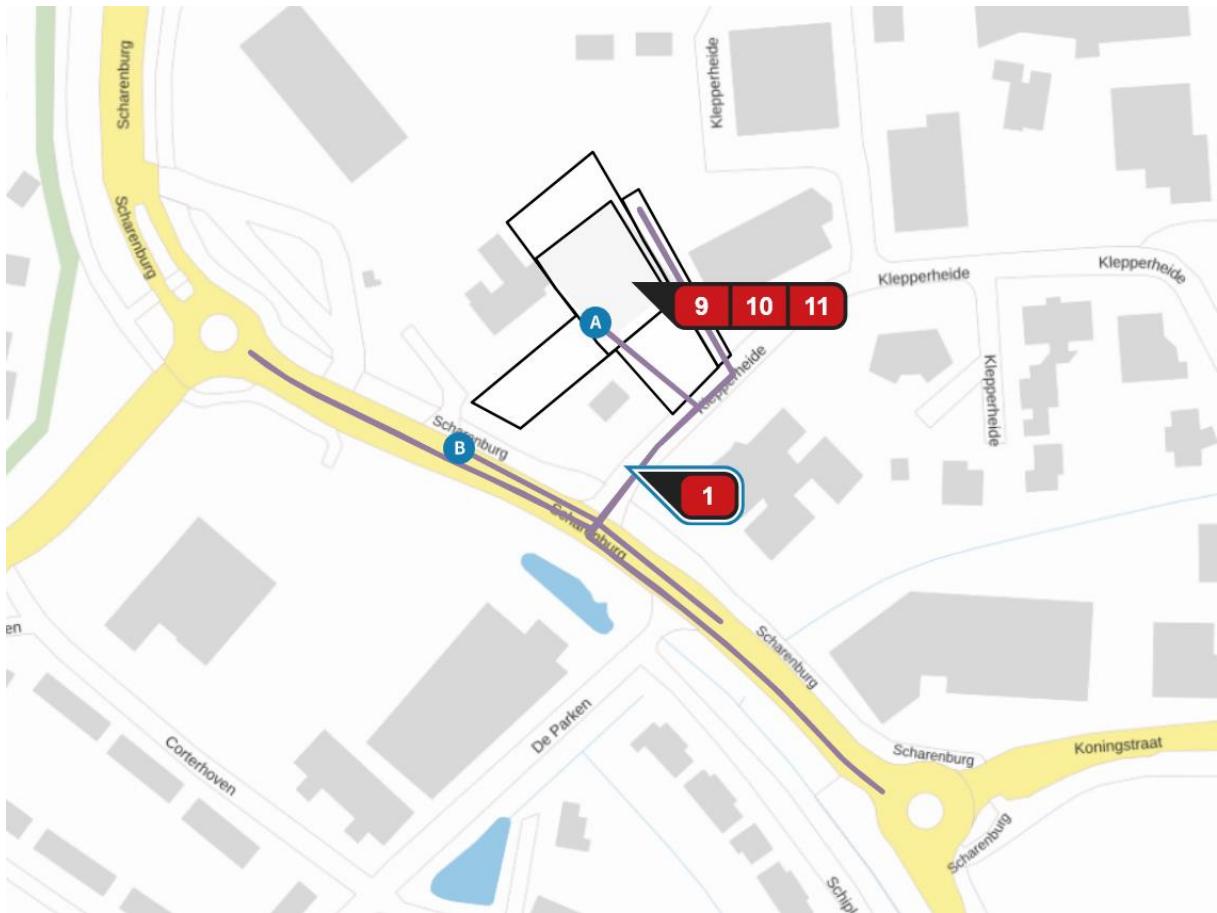 Scharenburg
Klepperheide
Scharenburg
Klepperheide
Klepperheide
9 10 11
A
Klepperheide
Klepperheide
Scharenburg
B
1
Scharenburg
en
Scharenburg
De Parken
Corterhoven
Scharenburg
Koningstraat
Scharenburg